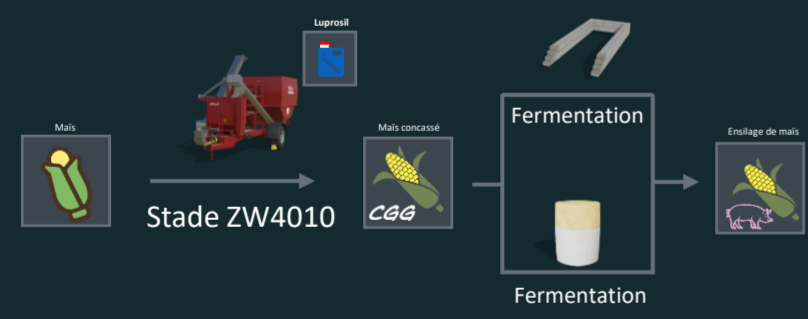 Luprosil
Maïs
Maïs concassé
Fermentation
Ensilage de maïs
CGG
Stade ZW4010
Fermentation